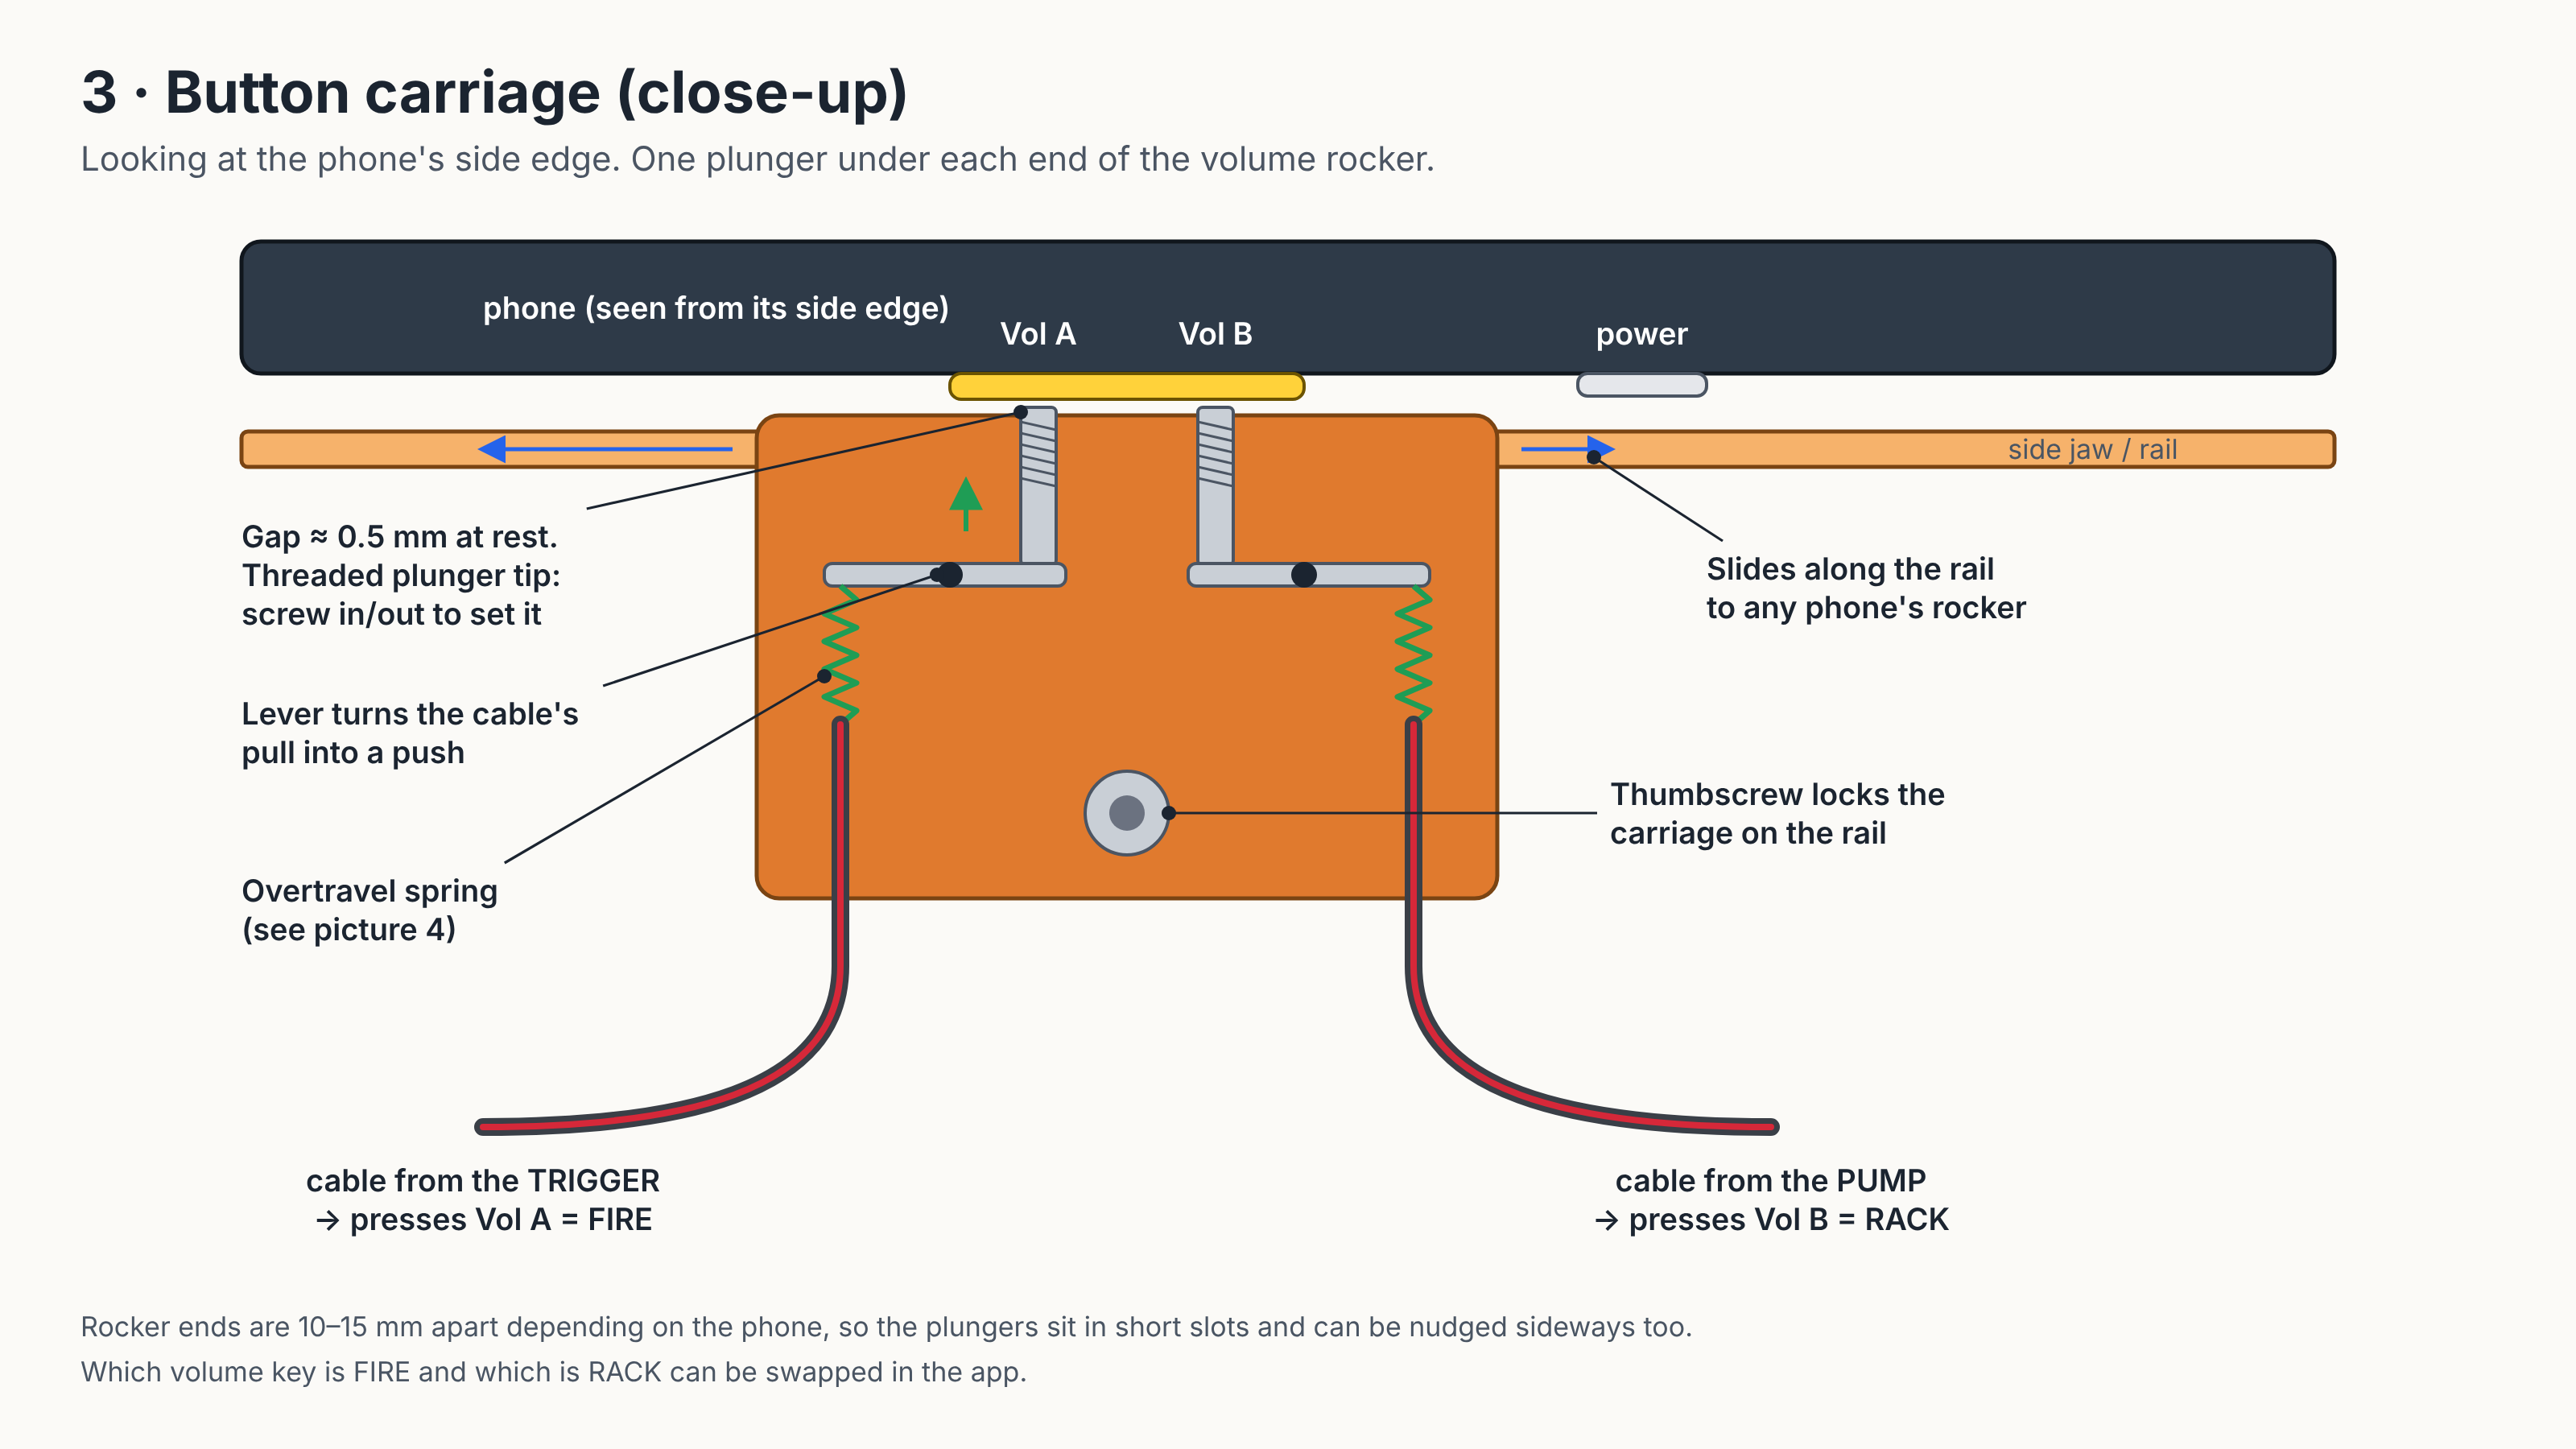 3 · Button carriage (close-up)
Looking at the phone's side edge. One plunger under each end of the volume rocker.
phone (seen from its side edge)
Vol A
Vol B
power
side jaw / rail
Gap ≈ 0.5 mm at rest.
Threaded plunger tip:
screw in/out to set it
Slides along the rail
to any phone's rocker
Lever turns the cable's
pull into a push
Thumbscrew locks the
carriage on the rail
Overtravel spring
(see picture 4)
cable from the TRIGGER
→ presses Vol A = FIRE
cable from the PUMP
→ presses Vol B = RACK
Rocker ends are 10–15 mm apart depending on the phone, so the plungers sit in short slots and can be nudged sideways too.
Which volume key is FIRE and which is RACK can be swapped in the app.